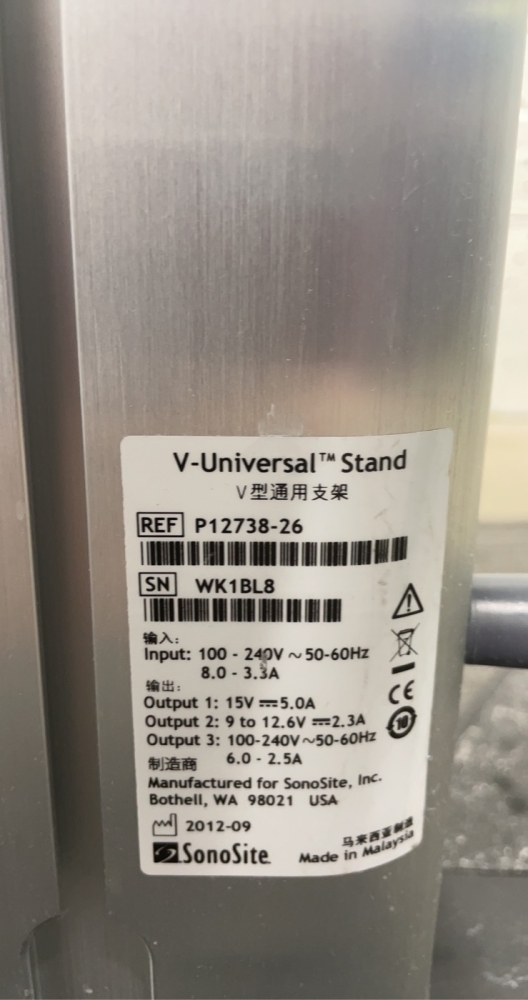 V-Universal™ Stand
V型通用支架
REF P12738-26
SN WK1BL8
输入:
Input: 100 - 240V ~ 50-60Hz
8.0 - 3.3A
输出:
Output 1: 15V ⎓ 5.0A
Output 2: 9 to 12.6V ⎓ 2.3A
Output 3: 100-240V~50-60Hz
6.0 - 2.5A
制造商
Manufactured for SonoSite, Inc.
Bothell, WA 98021 USA
2012-09
马来西亚制造
SonoSite
Made in Malaysia
CE
10